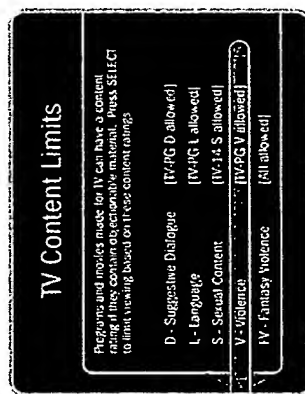 TV Content Limits
Programs and movies made for TV can have a content
rating if they contain objectionable material. Press SELECT
to limit viewing based on these content ratings
D - Suggestive Dialogue [TV-PG D allowed]
L - Language [TV-PG L allowed]
S - Sexual Content [TV-14 S allowed]
V - Violence [TV-PG V allowed]
FV - Fantasy Violence [All allowed]